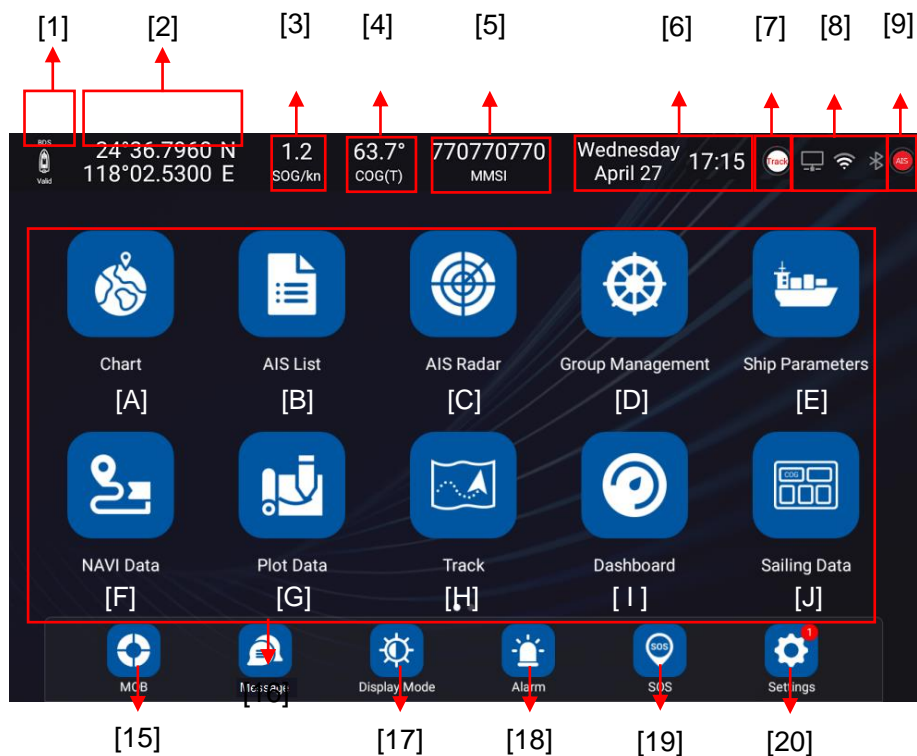 [1] [2] [3] [4] [5] [6] [7] [8] [9]
BDS
Valid
24°36.7960 N
118°02.5300 E
1.2
SOG/kn
63.7°
COG(T)
770770770
MMSI
Wednesday
April 27
17:15
Track
AIS
Chart AIS List AIS Radar Group Management Ship Parameters
[A] [B] [C] [D] [E]
COG
NAVI Data Plot Data Track Dashboard Sailing Data
[F] [G] [H] [ I ] [J]
SOS
1
MOB Message Display Mode Alarm SOS Settings
[16]
[15] [17] [18] [19] [20]